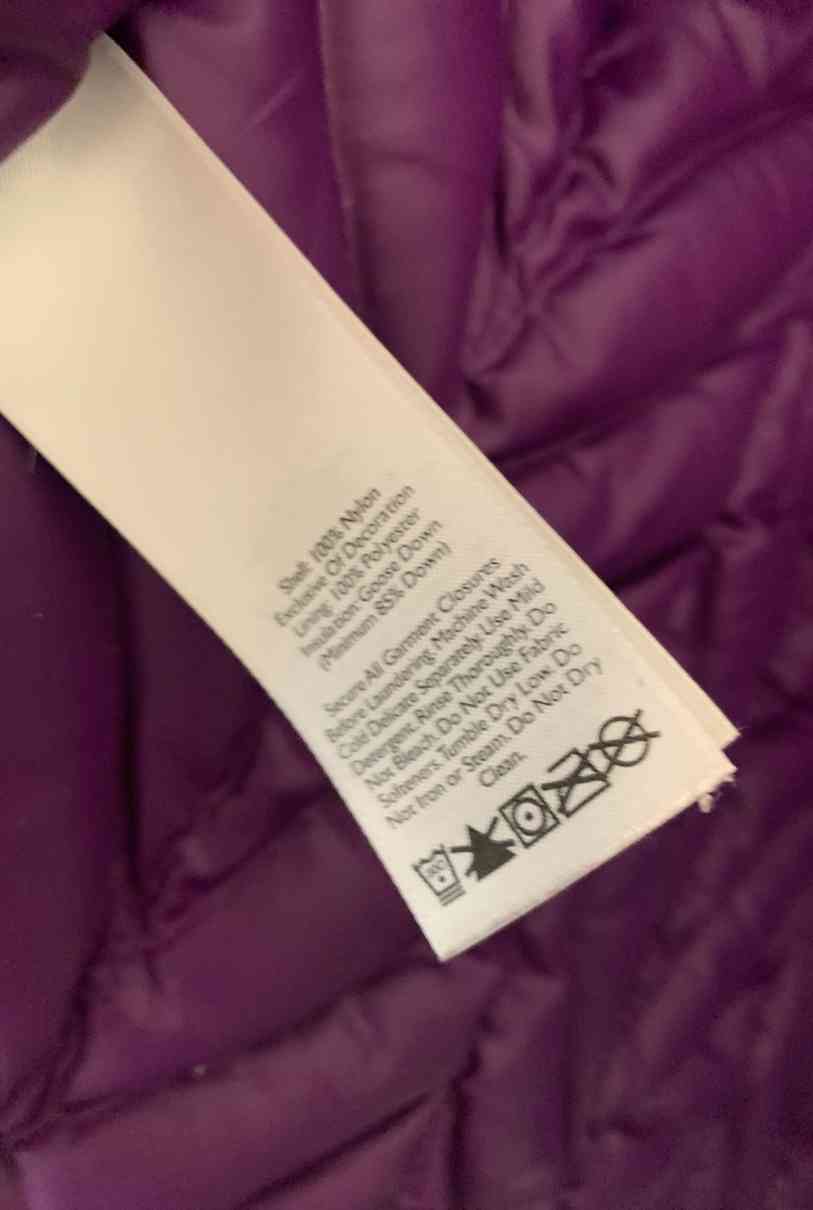 Shell: 100% Nylon
Exclusive Of Decoration
Lining: 100% Polyester
Insulation: Goose Down
(Minimum 85% Down)
Secure All Garment Closures
Before Laundering. Machine Wash
Cold Delicate Separately. Use Mild
Detergent. Rinse Thoroughly. Do
Not Bleach. Do Not Use Fabric
Softeners. Tumble Dry Low. Do
Not Iron or Steam. Do Not Dry
Clean.
30C